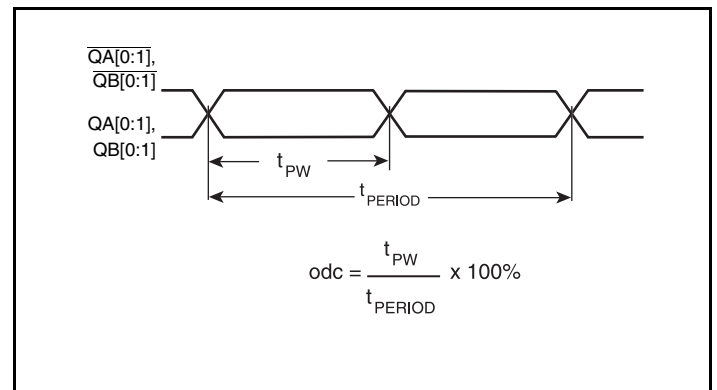 QA[0:1],
QB[0:1]
QA[0:1],
QB[0:1]
tPW
tPERIOD
odc = tPW / tPERIOD x 100%